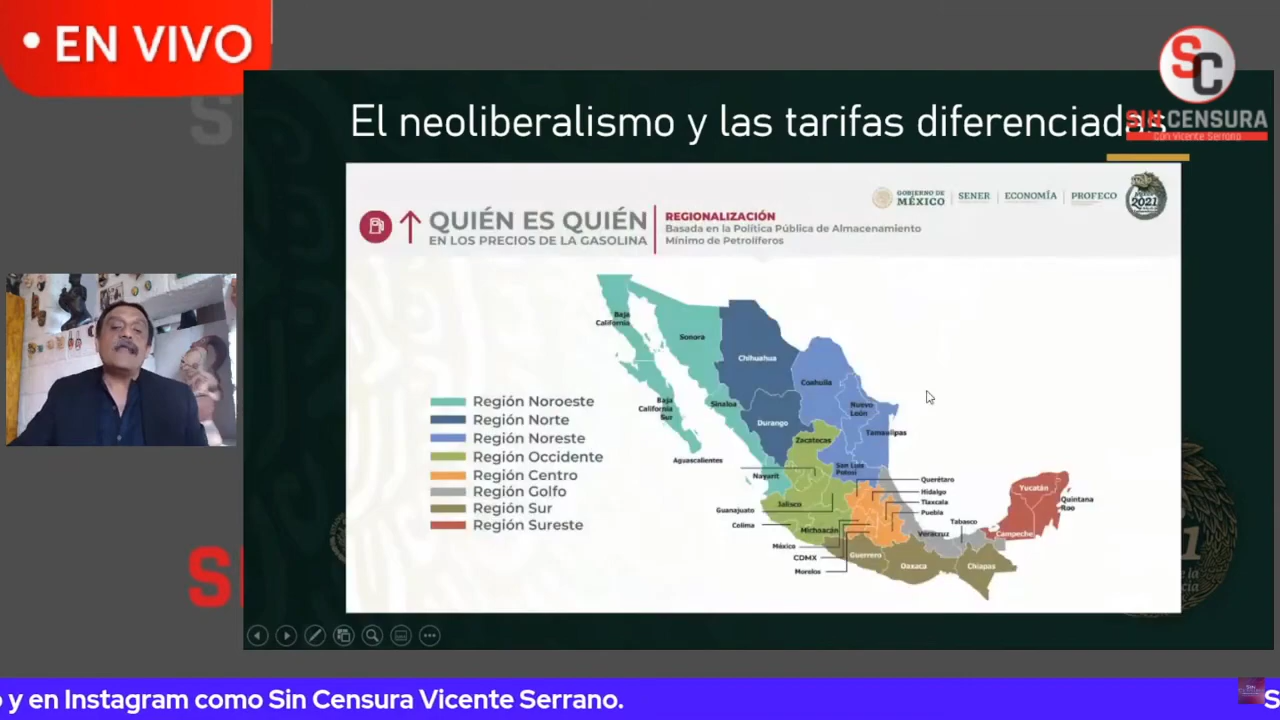 • EN VIVO
SC
SIN CENSURA
Con Vicente Serrano
El neoliberalismo y las tarifas diferenciadas
QUIÉN ES QUIÉN
EN LOS PRECIOS DE LA GASOLINA
REGIONALIZACIÓN
Basada en la Política Pública de Almacenamiento
Mínimo de Petrolíferos
GOBIERNO DE
MÉXICO
SENER
ECONOMÍA
PROFECO
2021
Baja
California
Sonora
Chihuahua
Coahuila
Baja
California
Sur
Sinaloa
Durango
Nuevo
León
Tamaulipas
Zacatecas
Aguascalientes
Nayarit
San Luis
Potosí
Querétaro
Hidalgo
Tlaxcala
Puebla
Guanajuato
Jalisco
Colima
Michoacán
México
CDMX
Morelos
Guerrero
Oaxaca
Veracruz
Tabasco
Chiapas
Campeche
Yucatán
Quintana
Roo
Región Noroeste
Región Norte
Región Noreste
Región Occidente
Región Centro
Región Golfo
Región Sur
Región Sureste
S
S
1
de la
cia
o y en Instagram como Sin Censura Vicente Serrano.
S